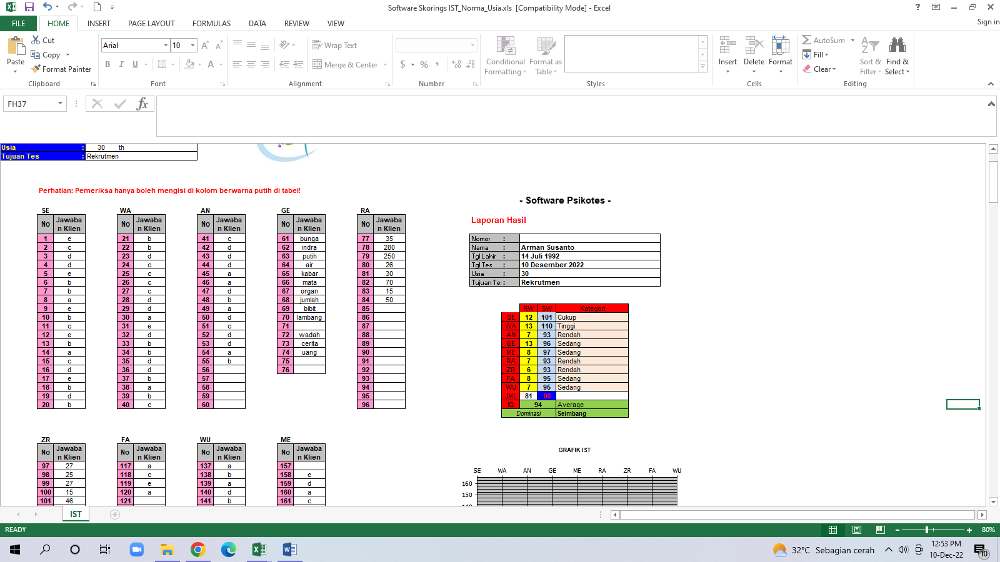 Software Skorings IST_Norma_Usia.xls [Compatibility Mode] - Excel
?
Sign in
FILE HOME INSERT PAGE LAYOUT FORMULAS DATA REVIEW VIEW
Paste
Cut
Copy
Format Painter
Clipboard
Arial 10
A A
B I U A
Font
Wrap Text
Merge & Center
Alignment
$ % ,
Number
Conditional Formatting
Format as Table
Styles
Insert Delete Format
Cells
AutoSum
Fill
Clear
Sort & Filter
Find & Select
Editing
FH37
fx
Usia : 30 th
Tujuan Tes : Rekrutmen
Perhatian: Pemeriksa hanya boleh mengisi di kolom berwarna putih di tabel!
SE WA AN GE RA
No Jawaban Klien No Jawaban Klien No Jawaban Klien No Jawaban Klien No Jawaban Klien
1 e 21 b 41 c 61 bunga 77 35
2 c 22 b 42 d 62 indra 78 280
3 d 23 d 43 d 63 putih 79 250
4 d 24 c 44 d 64 air 80 26
5 e 25 c 45 a 65 kabar 81 30
6 b 26 c 46 a 66 mata 82 70
7 b 27 c 47 d 67 organ 83 15
8 a 28 d 48 b 68 jumlah 84 50
9 e 29 d 49 a 69 bibit 85
10 b 30 a 50 d 70 lambang 86
11 c 31 e 51 c 71 87
12 e 32 d 52 d 72 wadah 88
13 b 33 b 53 d 73 cerita 89
14 a 34 b 54 a 74 uang 90
15 c 35 d 55 b 75 91
16 d 36 d 56 76 92
17 e 37 b 57 93
18 b 38 a 58 94
19 d 39 b 59 95
20 b 40 c 60 96
- Software Psikotes -
Laporan Hasil
Nomor :
Nama : Arman Susanto
Tgl Lahir : 14 Juli 1992
Tgl Tes : 10 Desember 2022
Usia : 30
Tujuan Te: : Rekrutmen
RW SW Kategori
SE 12 101 Cukup
WA 13 110 Tinggi
AN 7 93 Rendah
GE 13 96 Sedang
ME 8 97 Sedang
RA 7 93 Rendah
ZR 6 93 Rendah
FA 8 95 Sedang
WU 7 95 Sedang
JML 81 96
IQ 94 Average
Dominasi Seimbang
ZR FA WU ME
No Jawaban Klien No Jawaban Klien No Jawaban Klien No Jawaban Klien
97 27 117 a 137 a 157
98 25 118 c 138 b 158 e
99 27 119 e 139 a 159 d
100 15 120 a 140 d 160 a
101 46 121 141 b 161 c
GRAFIK IST
SE WA AN GE ME RA ZR FA WU
160
150
IST
READY
80%
32°C Sebagian cerah
12:53 PM
10-Dec-22
10